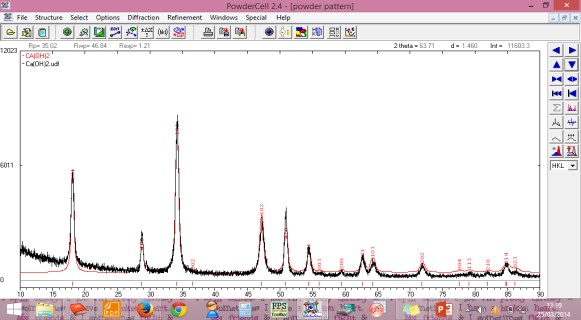 PowderCell 2.4 - [powder pattern]
File Structure Select Options Diffraction Refinement Windows Special Help
Rp= 35.02 Rwp= 46.84 Rexp= 1.21 2 theta = 63.71 d = 1.460 Int = 11603.3
12023
CA(OH)2
Ca(OH)2.udf
6011
0
10 15 20 25 30 35 40 45 50 55 60 65 70 75 80 85 90
HKL
13:18
25/03/2014